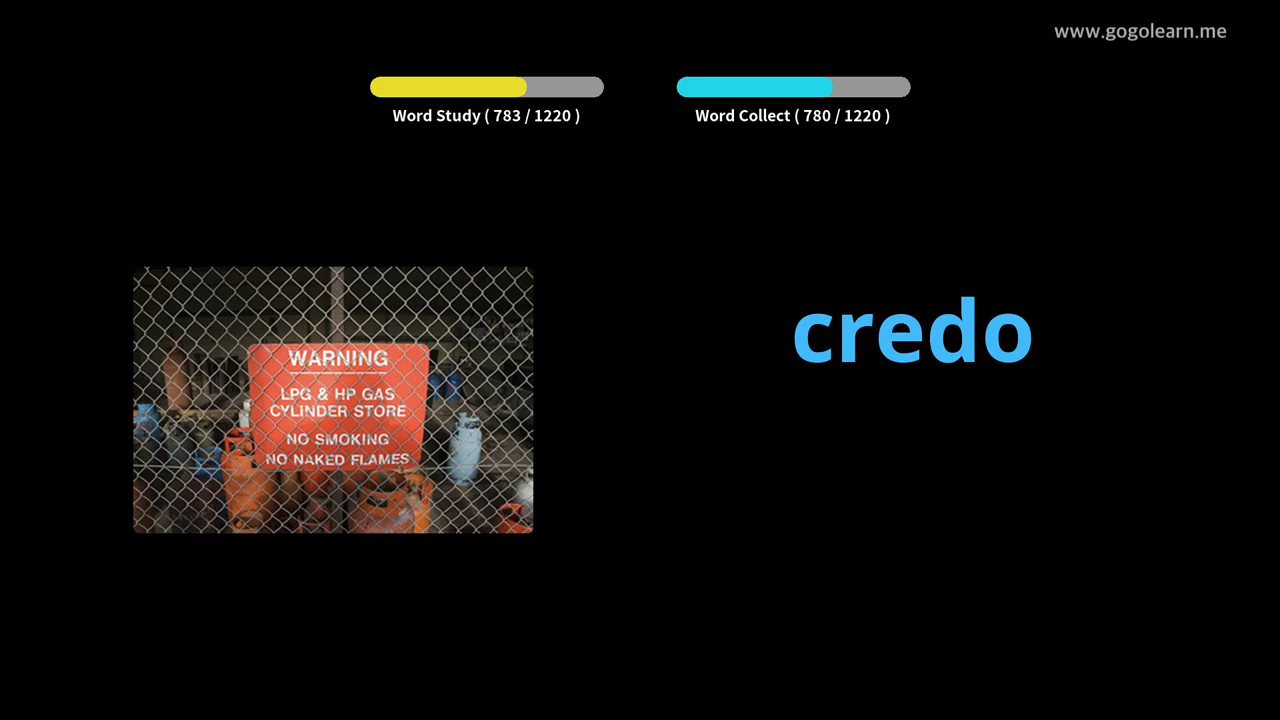 www.gogolearn.me
Word Study ( 783 / 1220 )
Word Collect ( 780 / 1220 )
WARNING
LPG & HP GAS
CYLINDER STORE
NO SMOKING
NO NAKED FLAMES
credo